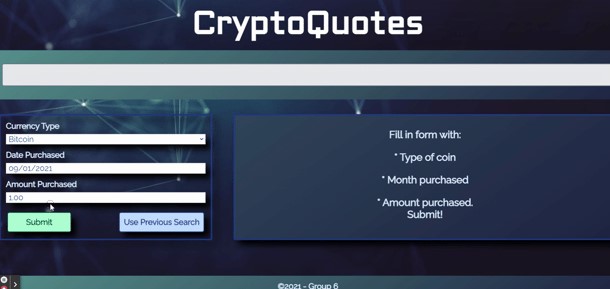 CryptoQuotes
Currency Type
Bitcoin
Date Purchased
09/01/2021
Amount Purchased
1.00
Submit
Use Previous Search
Fill in form with:
* Type of coin
* Month purchased
* Amount purchased.
Submit!
©2021 - Group 6